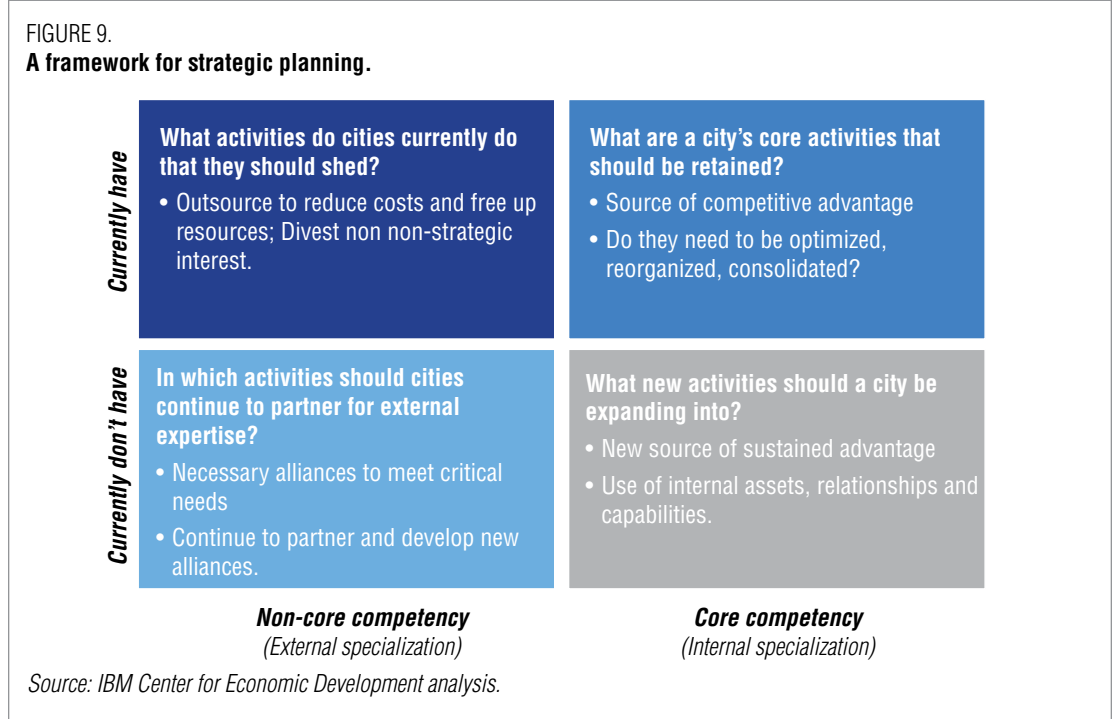 FIGURE 9.
A framework for strategic planning.
Currently have
What activities do cities currently do
that they should shed?
• Outsource to reduce costs and free up
resources; Divest non non-strategic
interest.
What are a city's core activities that
should be retained?
• Source of competitive advantage
• Do they need to be optimized,
reorganized, consolidated?
Currently don't have
In which activities should cities
continue to partner for external
expertise?
• Necessary alliances to meet critical
needs
• Continue to partner and develop new
alliances.
What new activities should a city be
expanding into?
• New source of sustained advantage
• Use of internal assets, relationships and
capabilities.
Non-core competency
(External specialization)
Core competency
(Internal specialization)
Source: IBM Center for Economic Development analysis.